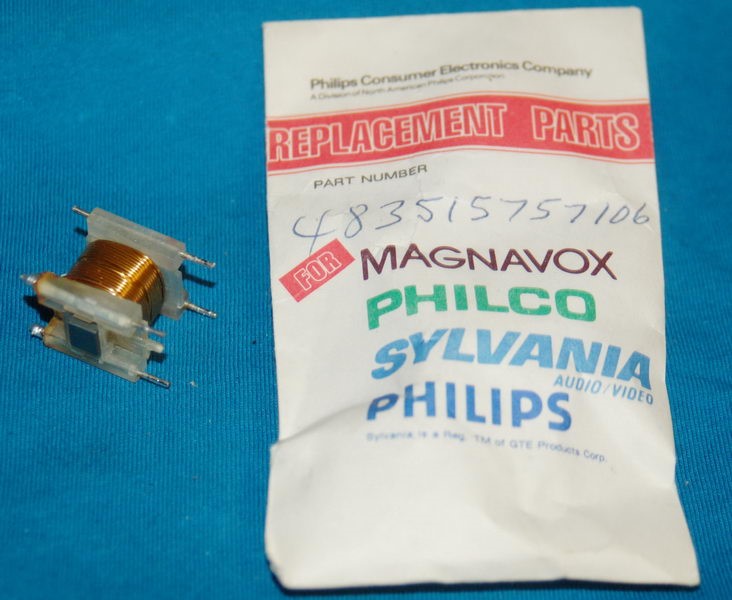 Philips Consumer Electronics Company
A Division of North American Philips Corporation
REPLACEMENT PARTS
PART NUMBER
483515757106
FOR
MAGNAVOX
PHILCO
SYLVANIA
AUDIO/VIDEO
PHILIPS
Sylvania is a Reg. TM of GTE Products Corp.